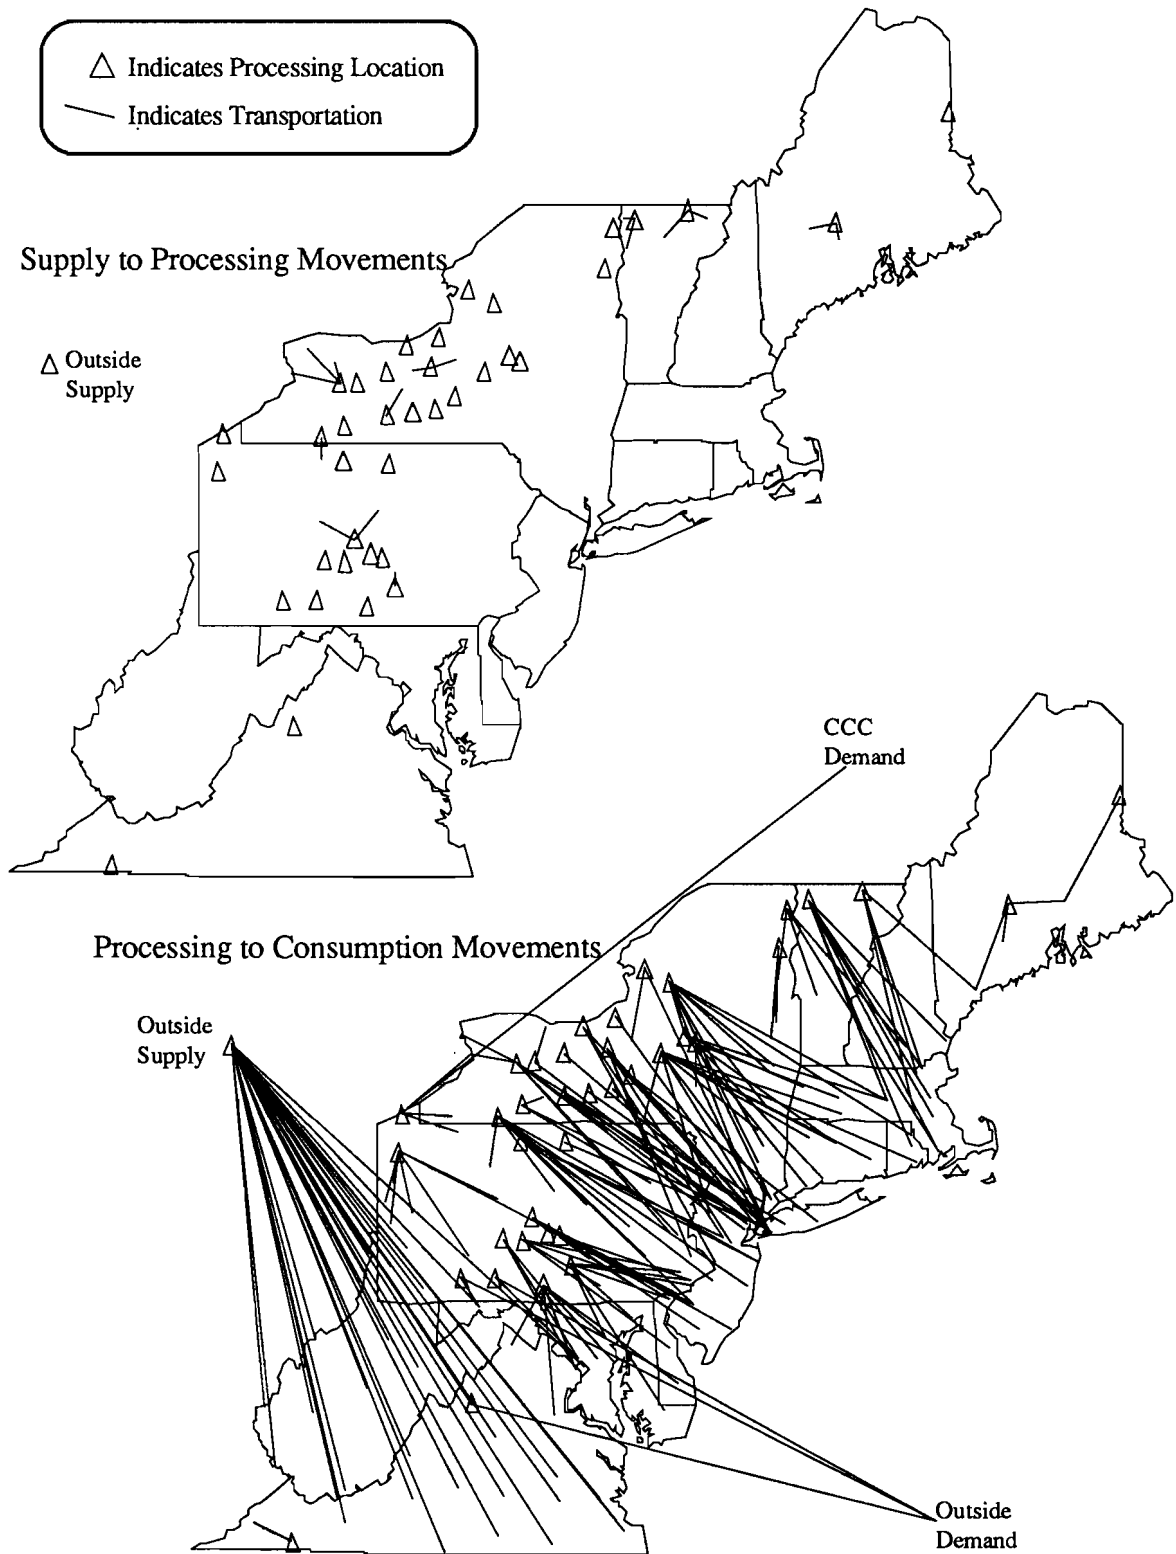 Indicates Processing Location
Indicates Transportation
Supply to Processing Movements
Outside
Supply
CCC
Demand
Processing to Consumption Movements
Outside
Supply
Outside
Demand